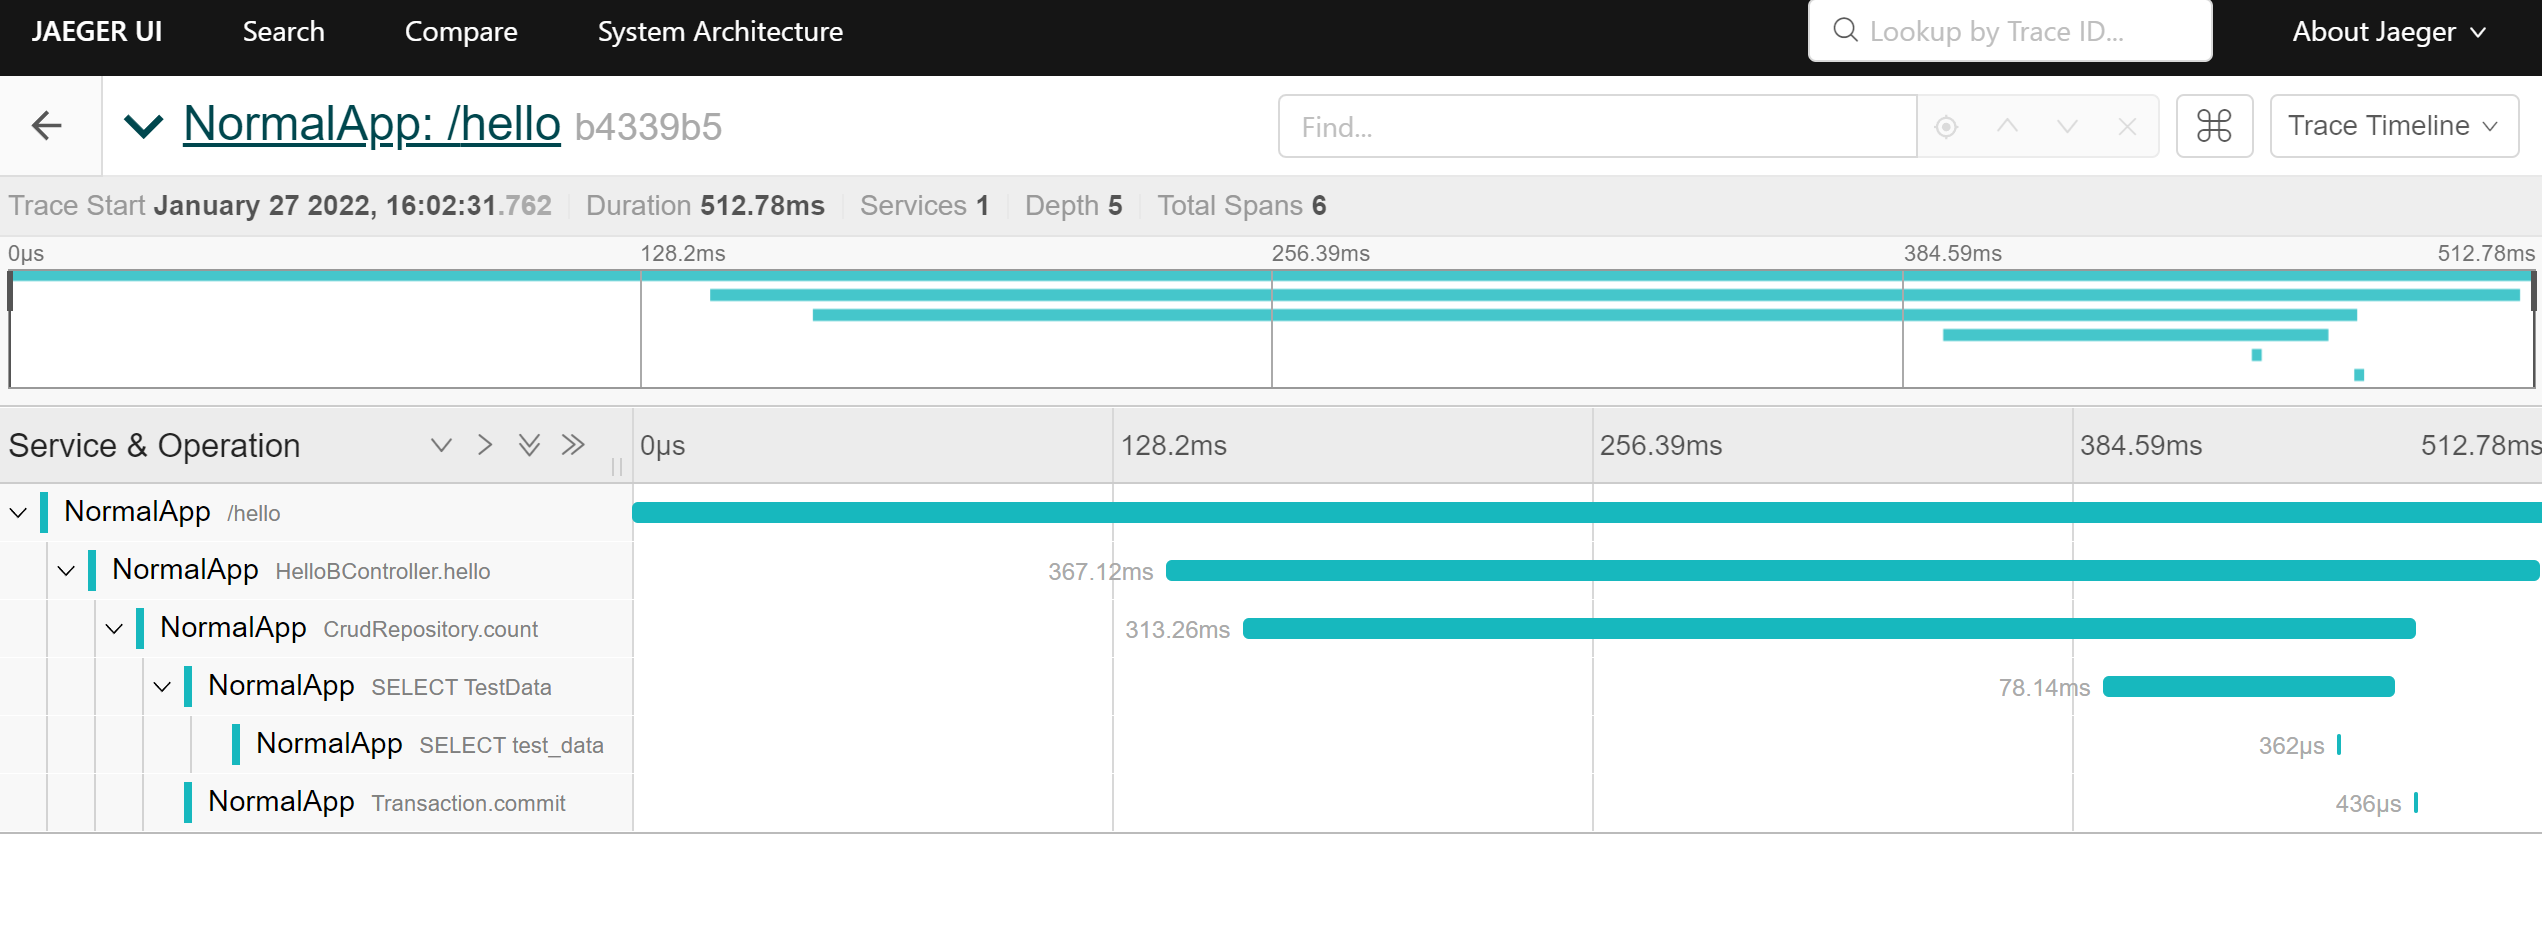 JAEGER UI Search Compare System Architecture Lookup by Trace ID... About Jaeger
NormalApp: /hello b4339b5 Find... Trace Timeline
Trace Start January 27 2022, 16:02:31.762 Duration 512.78ms Services 1 Depth 5 Total Spans 6
0μs 128.2ms 256.39ms 384.59ms 512.78ms
Service & Operation 0μs 128.2ms 256.39ms 384.59ms 512.78ms
NormalApp /hello
NormalApp HelloBController.hello 367.12ms
NormalApp CrudRepository.count 313.26ms
NormalApp SELECT TestData 78.14ms
NormalApp SELECT test_data 362μs
NormalApp Transaction.commit 436μs